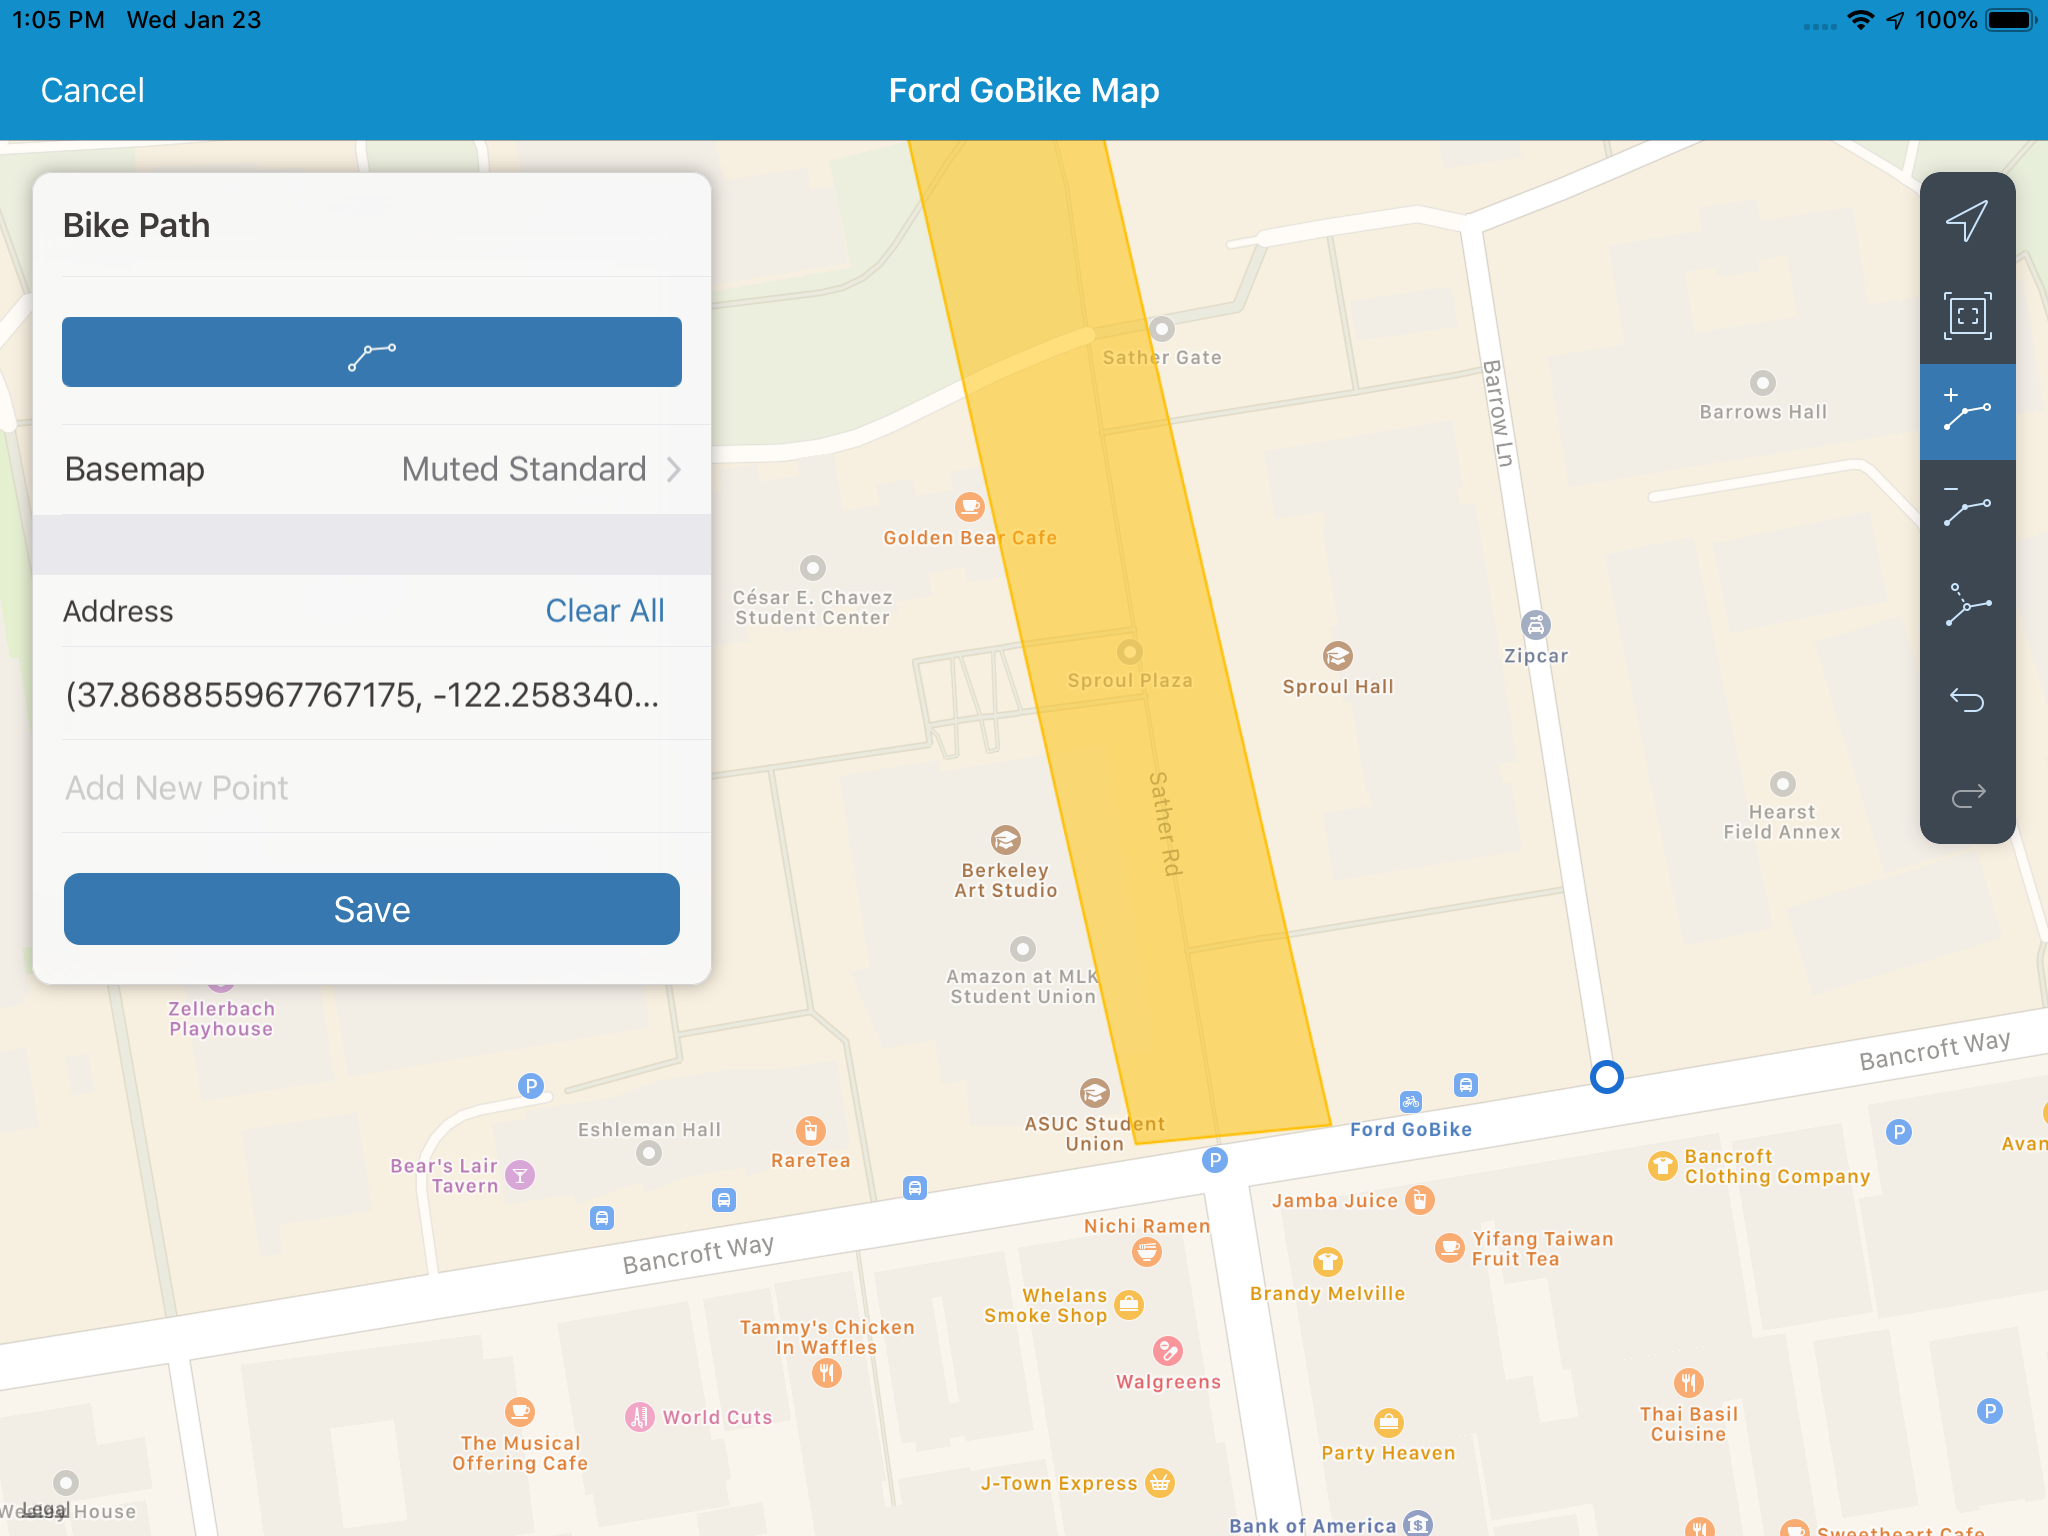 1:05 PM Wed Jan 23
100%
Cancel
Ford GoBike Map
Bike Path
Basemap
Muted Standard
Address
Clear All
(37.868855967767175, -122.258340...
Add New Point
Save
Sather Gate
Barrow Ln
Barrows Hall
Golden Bear Cafe
César E. Chavez
Student Center
Sproul Plaza
Sproul Hall
Zipcar
Sather Rd
Hearst
Field Annex
Berkeley
Art Studio
Amazon at MLK
Student Union
Zellerbach
Playhouse
Bancroft Way
P
ASUC Student
Union
Ford GoBike
P
Eshleman Hall
RareTea
Bear's Lair
Tavern
P
Avan
Bancroft
Clothing Company
Jamba Juice
Nichi Ramen
Bancroft Way
Yifang Taiwan
Fruit Tea
Brandy Melville
Whelans
Smoke Shop
Tammy's Chicken
In Waffles
Walgreens
World Cuts
The Musical
Offering Cafe
Party Heaven
Thai Basil
Cuisine
P
J-Town Express
House
Legal
Bank of America
$
Sweetheart Cafe